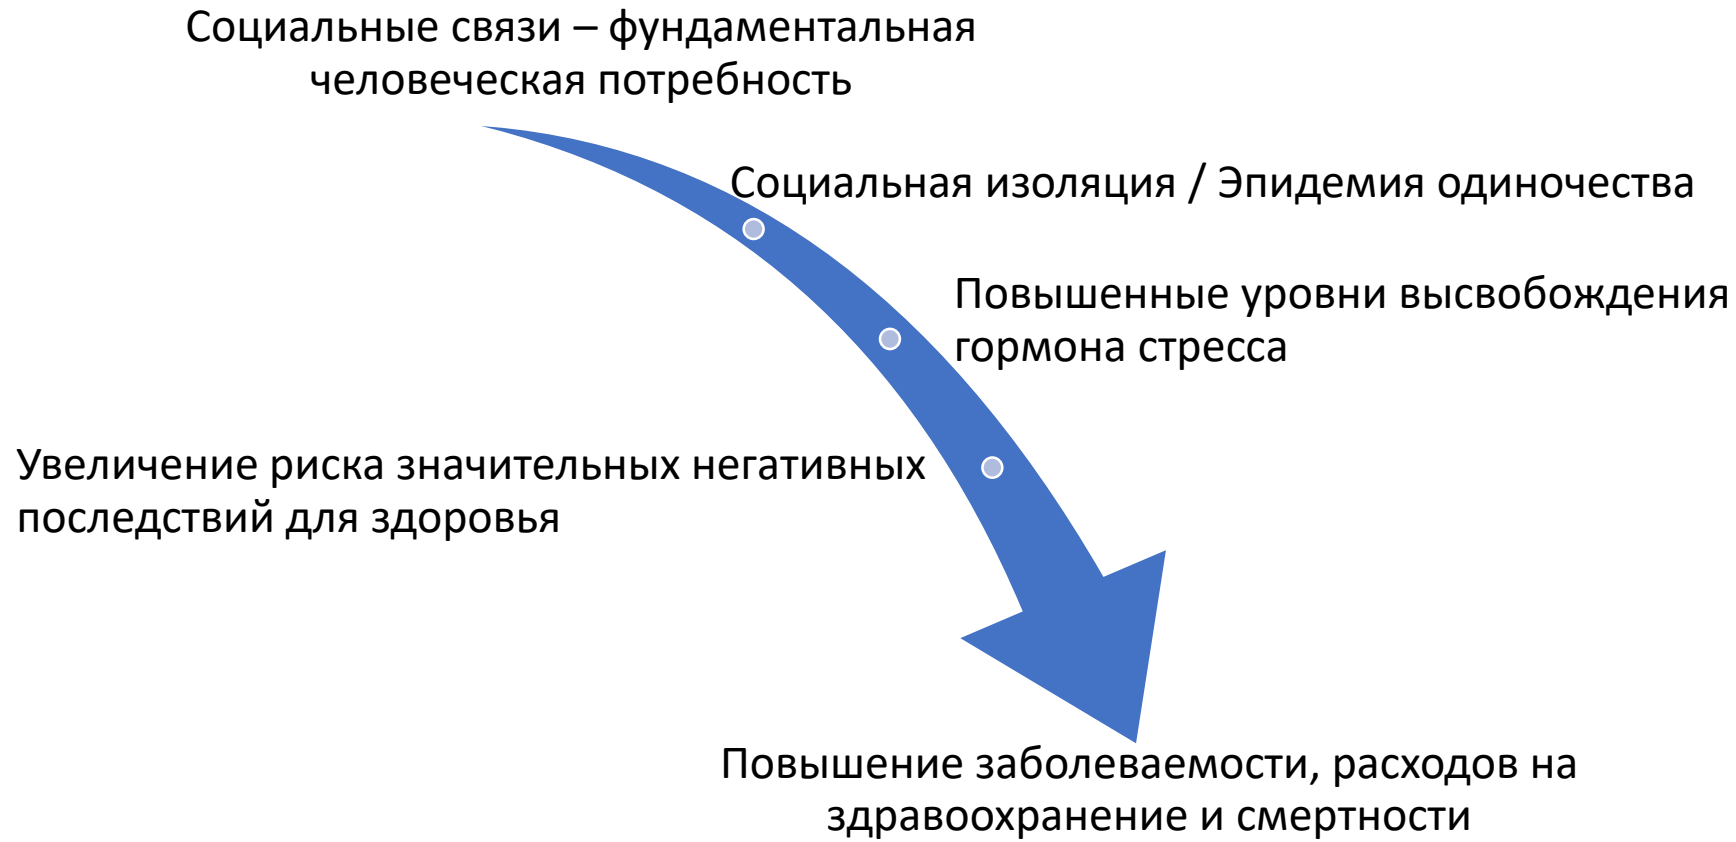 Социальные связи – фундаментальная
человеческая потребность
Социальная изоляция / Эпидемия одиночества
Повышенные уровни высвобождения
гормона стресса
Увеличение риска значительных негативных
последствий для здоровья
Повышение заболеваемости, расходов на
здравоохранение и смертности